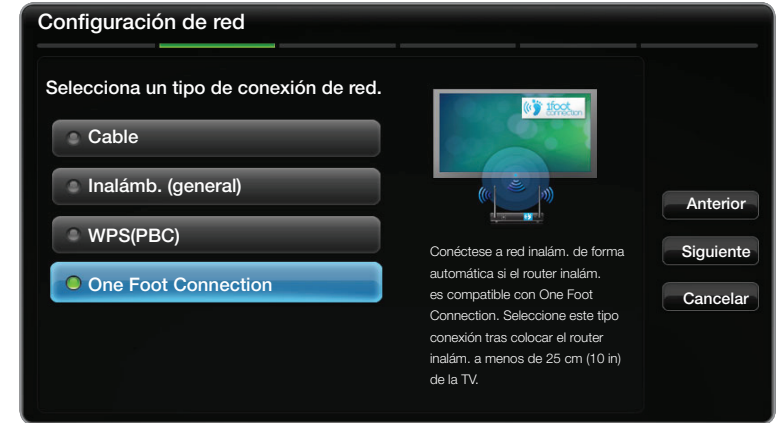 Configuración de red
Selecciona un tipo de conexión de red.
Cable
Inalámb. (general)
WPS(PBC)
One Foot Connection
1foot
connection
Conéctese a red inalám. de forma
automática si el router inalám.
es compatible con One Foot
Connection. Seleccione este tipo
conexión tras colocar el router
inalám. a menos de 25 cm (10 in)
de la TV.
Anterior
Siguiente
Cancelar